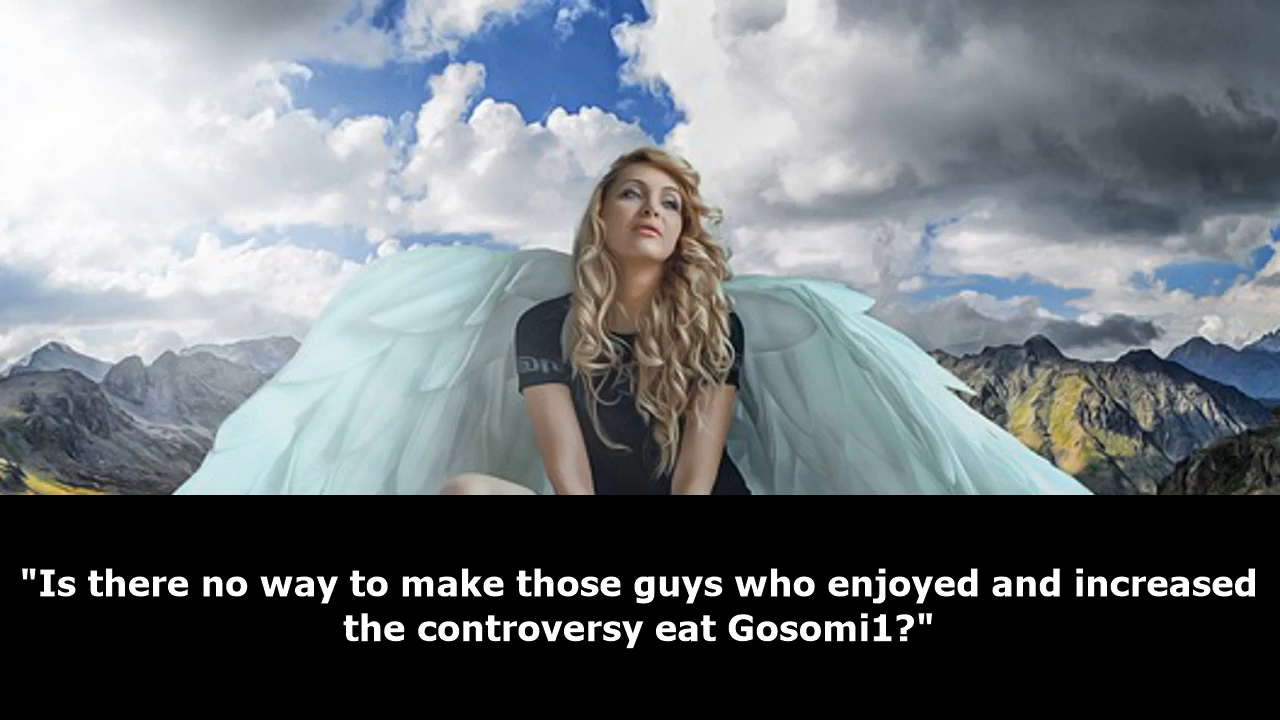 "Is there no way to make those guys who enjoyed and increased
the controversy eat Gosomi1?"